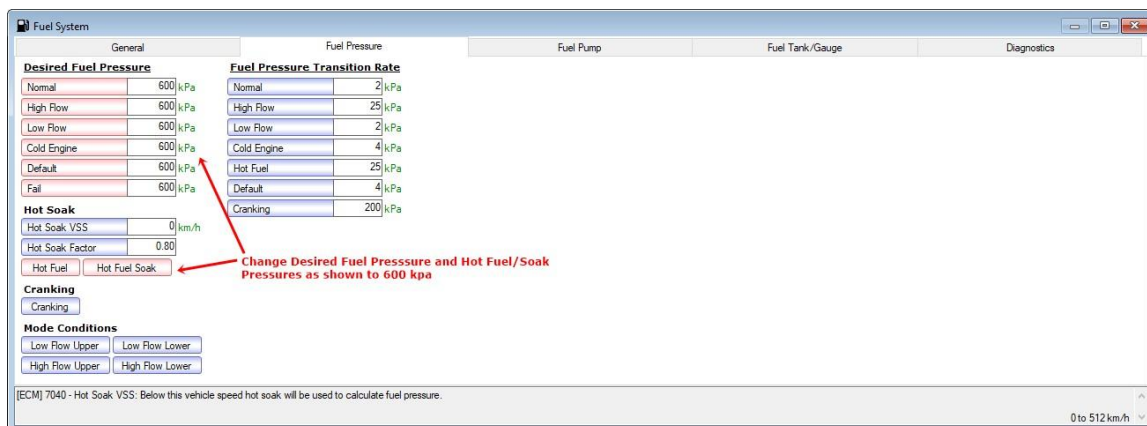 Fuel System
General Fuel Pressure Fuel Pump Fuel Tank/Gauge Diagnostics
Desired Fuel Pressure Fuel Pressure Transition Rate
Normal 600 kPa Normal 2 kPa
High Flow 600 kPa High Flow 25 kPa
Low Flow 600 kPa Low Flow 2 kPa
Cold Engine 600 kPa Cold Engine 4 kPa
Default 600 kPa Hot Fuel 25 kPa
Fail 600 kPa Default 4 kPa
Hot Soak Cranking 200 kPa
Hot Soak VSS 0 km/h
Hot Soak Factor 0.80
Hot Fuel Hot Fuel Soak
Change Desired Fuel Presssure and Hot Fuel/Soak
Pressures as shown to 600 kpa
Cranking
Cranking
Mode Conditions
Low Flow Upper Low Flow Lower
High Flow Upper High Flow Lower
[ECM] 7040 - Hot Soak VSS: Below this vehicle speed hot soak will be used to calculate fuel pressure.
0 to 512 km/h